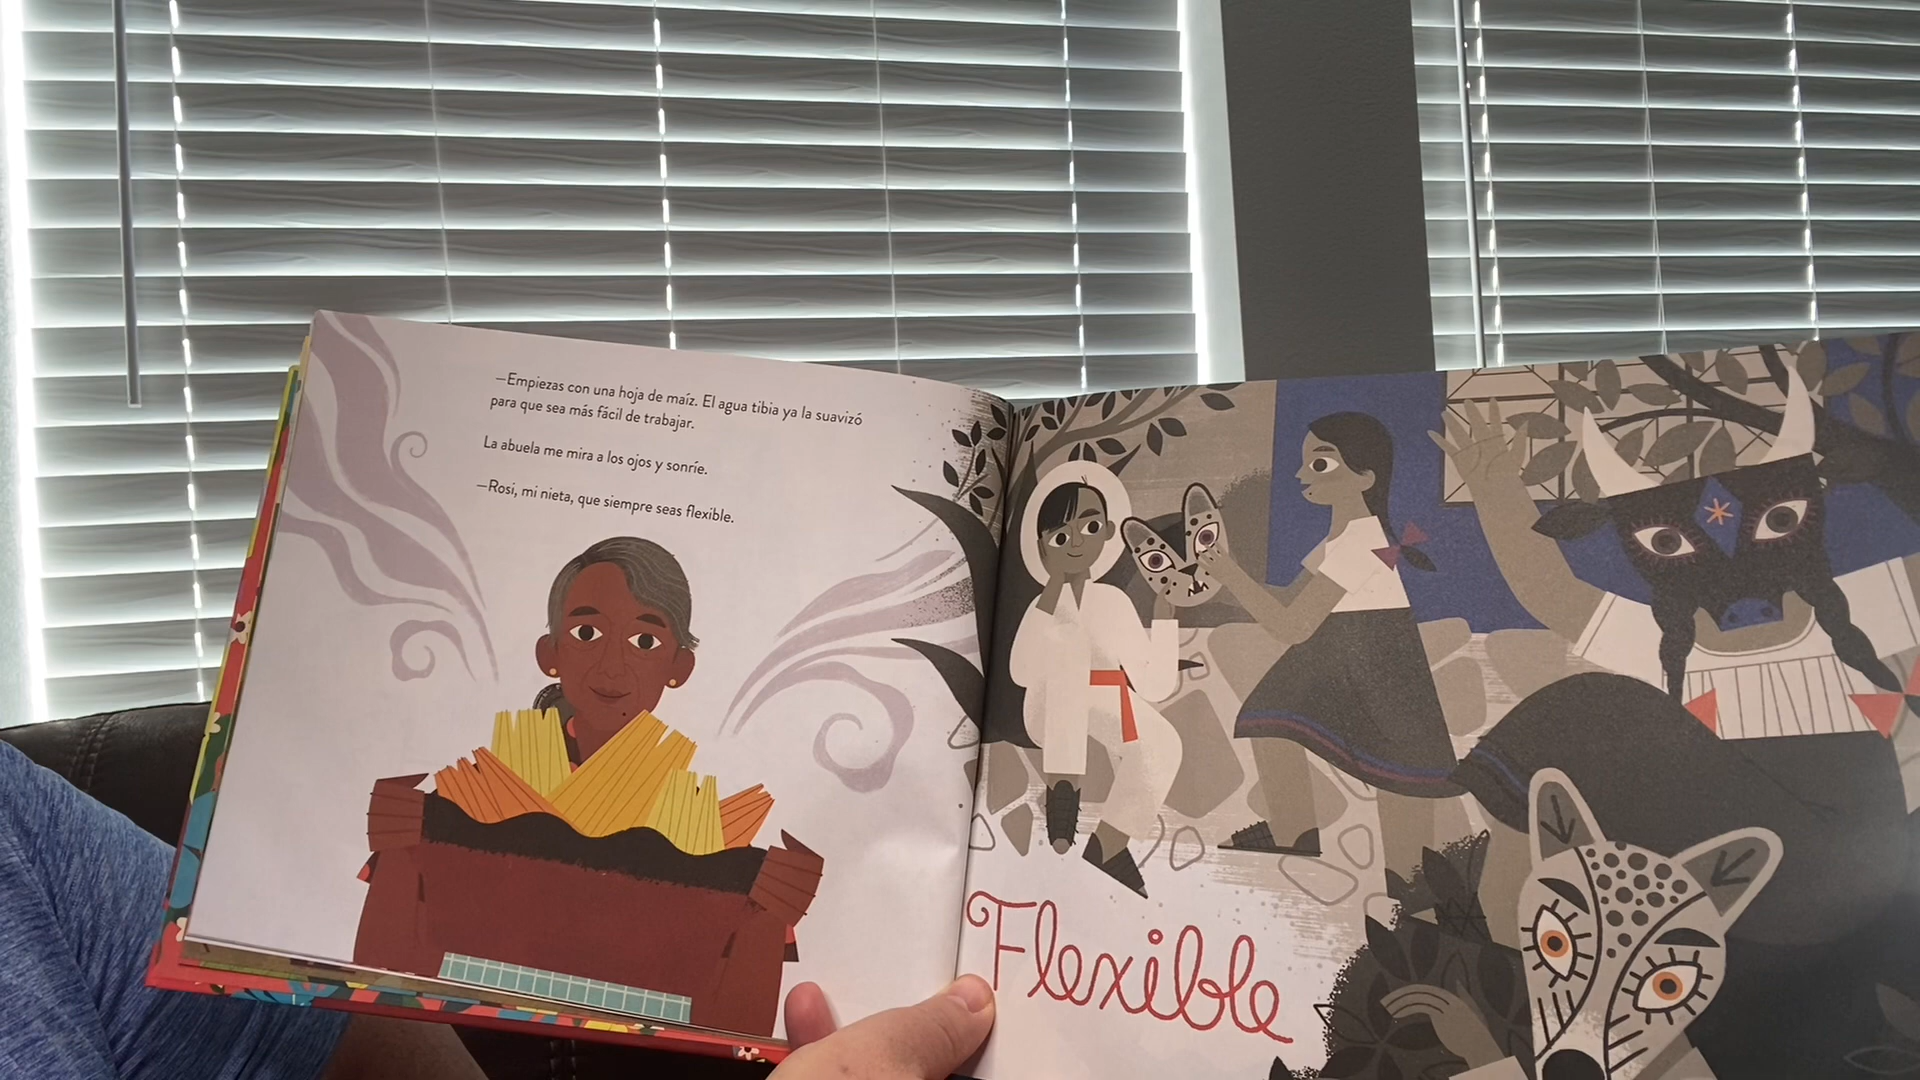 —Empiezas con una hoja de maíz. El agua tibia ya la suavizó
para que sea más fácil de trabajar.
La abuela me mira a los ojos y sonríe.
—Rosi, mi nieta, que siempre seas flexible.
Flexible